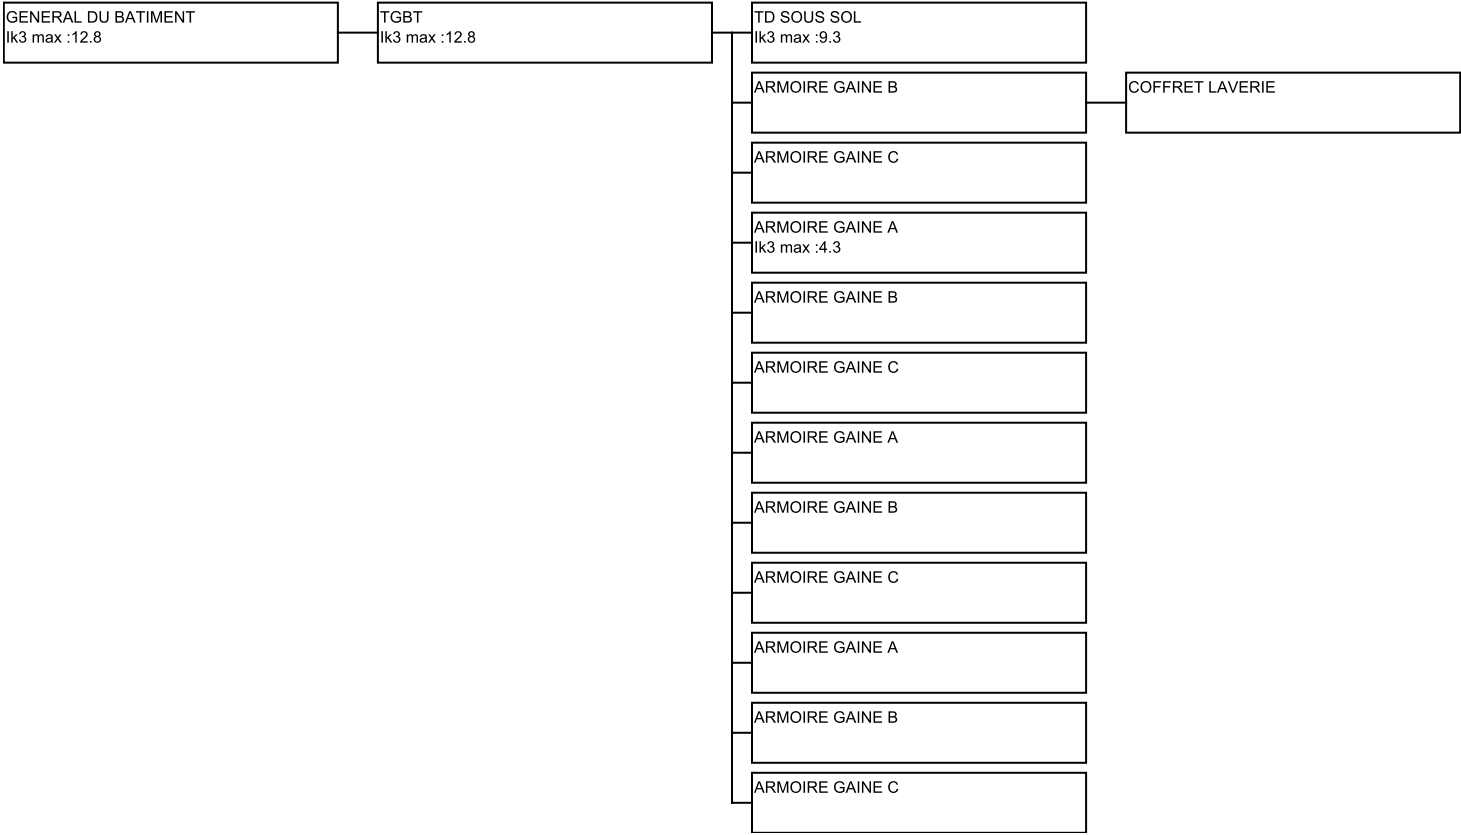 GENERAL DU BATIMENT
Ik3 max :12.8
TGBT
Ik3 max :12.8
TD SOUS SOL
Ik3 max :9.3
ARMOIRE GAINE B
COFFRET LAVERIE
ARMOIRE GAINE C
ARMOIRE GAINE A
Ik3 max :4.3
ARMOIRE GAINE B
ARMOIRE GAINE C
ARMOIRE GAINE A
ARMOIRE GAINE B
ARMOIRE GAINE C
ARMOIRE GAINE A
ARMOIRE GAINE B
ARMOIRE GAINE C